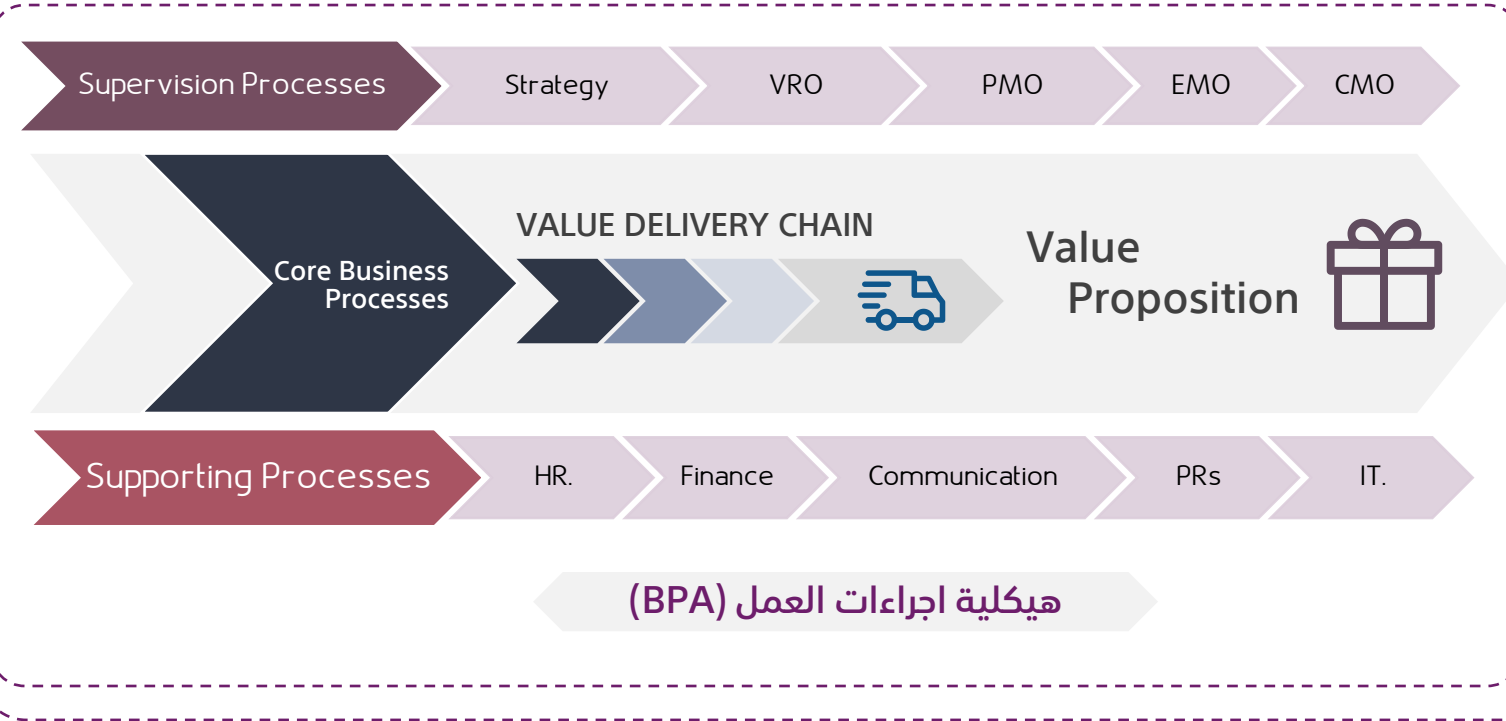 Supervision Processes
Strategy
VRO
PMO
EMO
CMO
Core Business
Processes
VALUE DELIVERY CHAIN
Value
Proposition
Supporting Processes
HR.
Finance
Communication
PRs
IT.
هيكلية اجراءات العمل (BPA)